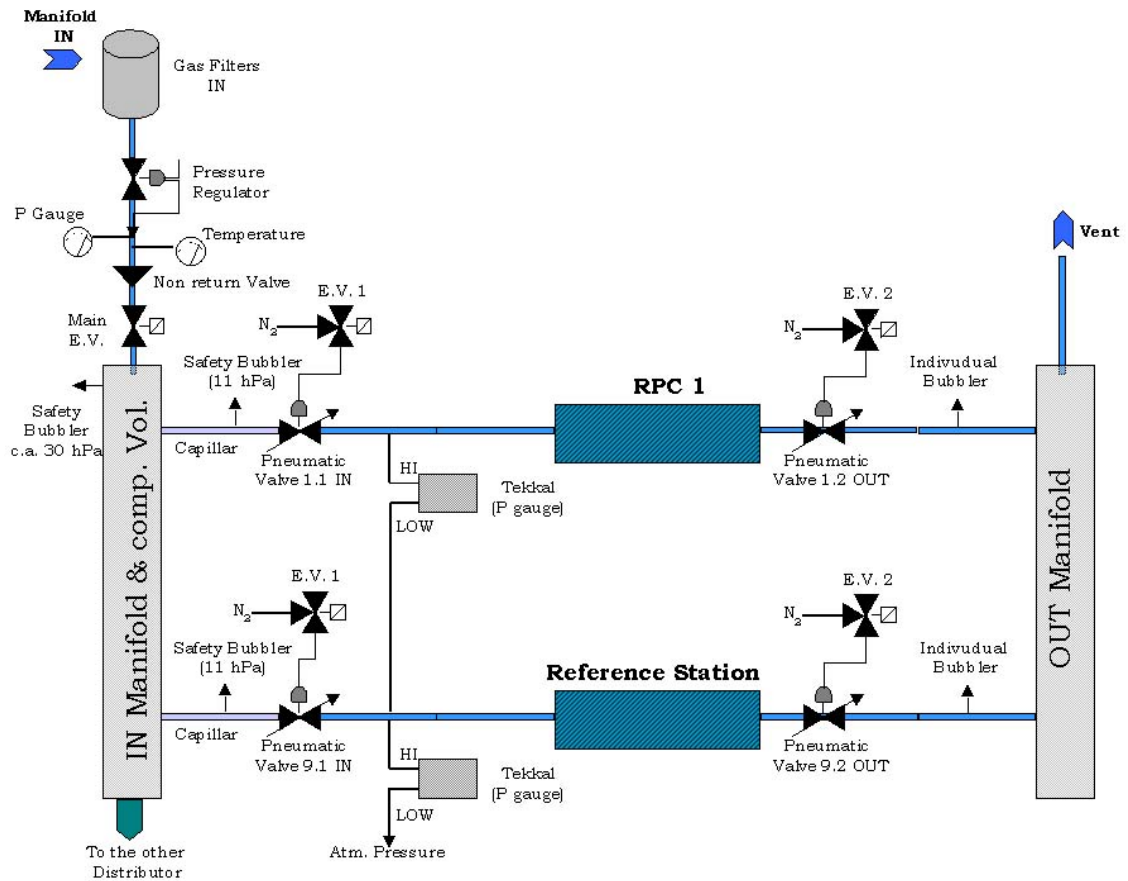 Manifold
IN
Gas Filters
IN
Pressure
Regulator
P Gauge
Temperature
Non return Valve
Main
E.V.
E.V. 1
N2
E.V. 2
N2
Vent
Safety Bubbler
(11 hPa)
Indivudual
Bubbler
RPC 1
Safety
Bubbler
c.a. 30 hPa
Capillar
Pneumatic
Valve 1.1 IN
Pneumatic
Valve 1.2 OUT
HI
Tekkal
(P gauge)
LOW
IN Manifold & comp. Vol.
OUT Manifold
E.V. 1
N2
E.V. 2
N2
Safety Bubbler
(11 hPa)
Individual
Bubbler
Reference Station
Capillar
Pneumatic
Valve 9.1 IN
Pneumatic
Valve 9.2 OUT
HI
Tekkal
(P gauge)
LOW
Atm. Pressure
To the other
Distributor